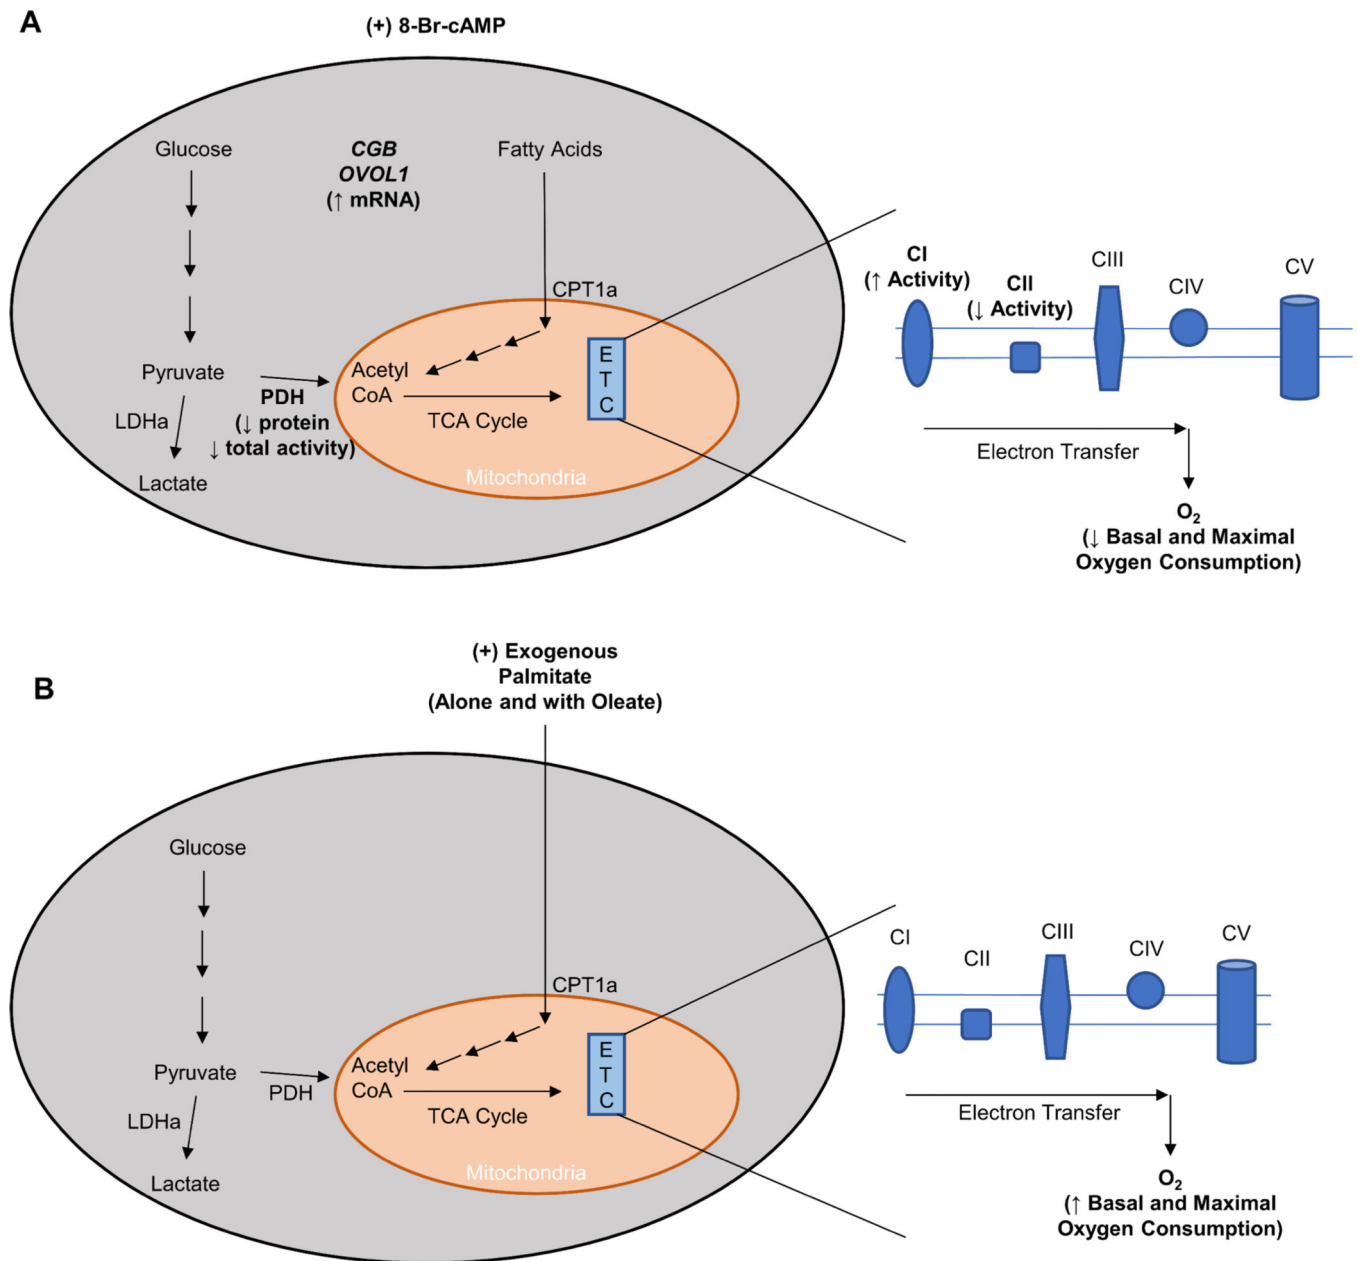 A
(+) 8-Br-cAMP
Glucose
CGB
OVOL1
(↑ mRNA)
Fatty Acids
CPT1a
Pyruvate
PDH
(↓ protein
↓ total activity)
LDHa
Lactate
Acetyl
CoA
TCA Cycle
E
T
C
Mitochondria
CI
(↑ Activity)
CII
(↓ Activity)
CIII
CIV
CV
Electron Transfer
O₂
(↓ Basal and Maximal
Oxygen Consumption)
B
(+) Exogenous
Palmitate
(Alone and with Oleate)
Glucose
CPT1a
Pyruvate
PDH
LDHa
Lactate
Acetyl
CoA
TCA Cycle
E
T
C
Mitochondria
CI
CII
CIII
CIV
CV
Electron Transfer
O₂
(↑ Basal and Maximal
Oxygen Consumption)